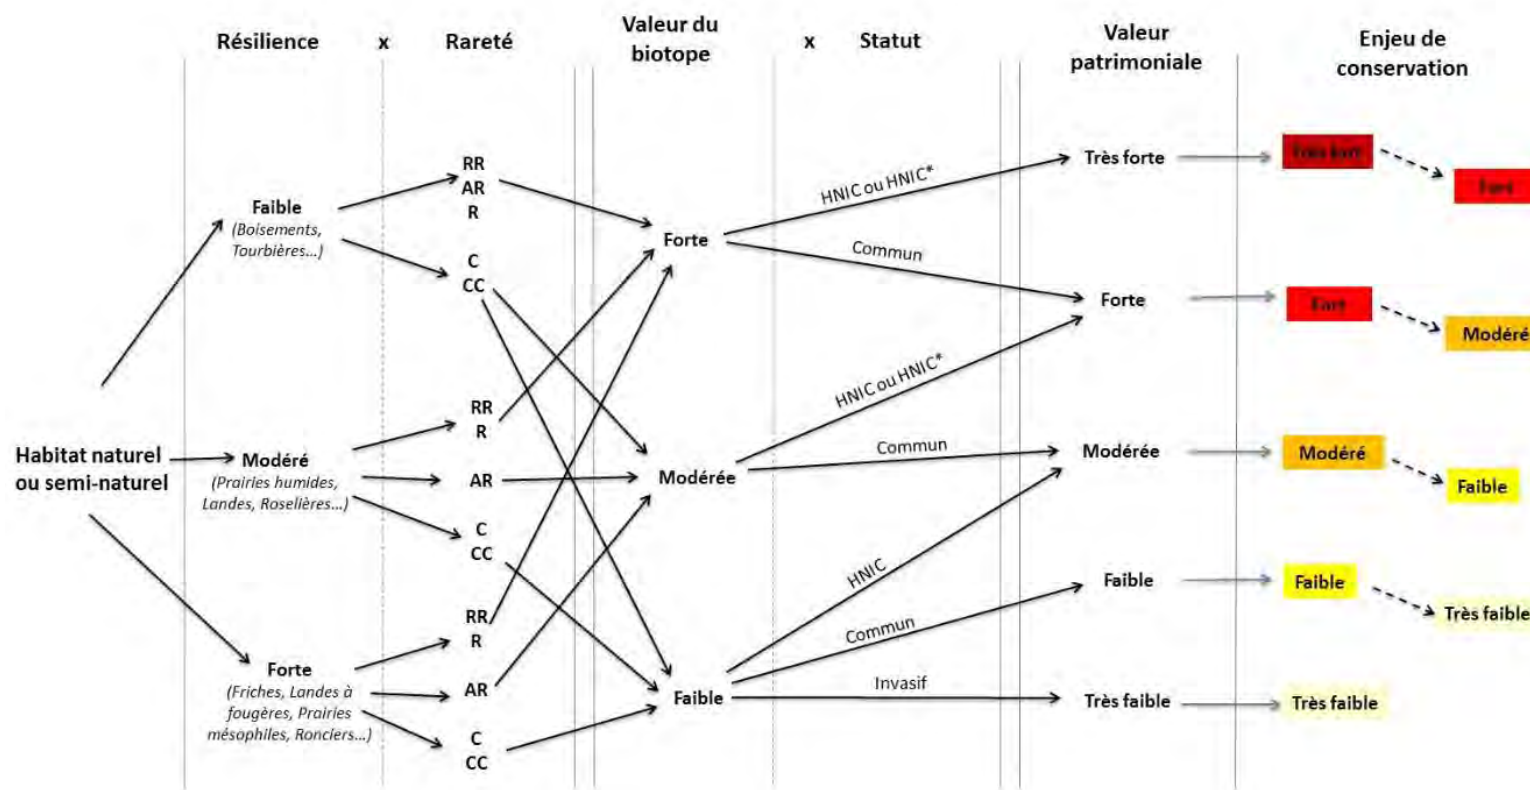 Résilience x Rareté
Valeur du
biotope
x Statut
Valeur
patrimoniale
Enjeu de
conservation
Habitat naturel
ou semi-naturel
Faible
(Boisements,
Tourbières...)
Modéré
(Prairies humides,
Landes, Roselières...)
Forte
(Friches, Landes à
fougères, Prairies
mésophiles, Ronciers...)
RR
AR
R
C
CC
RR
R
AR
C
CC
RR
R
AR
C
CC
Forte
Modérée
Faible
HNIC ou HNIC*
Commun
HNIC ou HNIC*
Commun
HNIC
Commun
Invasif
Très forte
Forte
Modérée
Faible
Très faible
Très fort
Fort
Fort
Modéré
Modéré
Faible
Faible
Très faible
Très faible